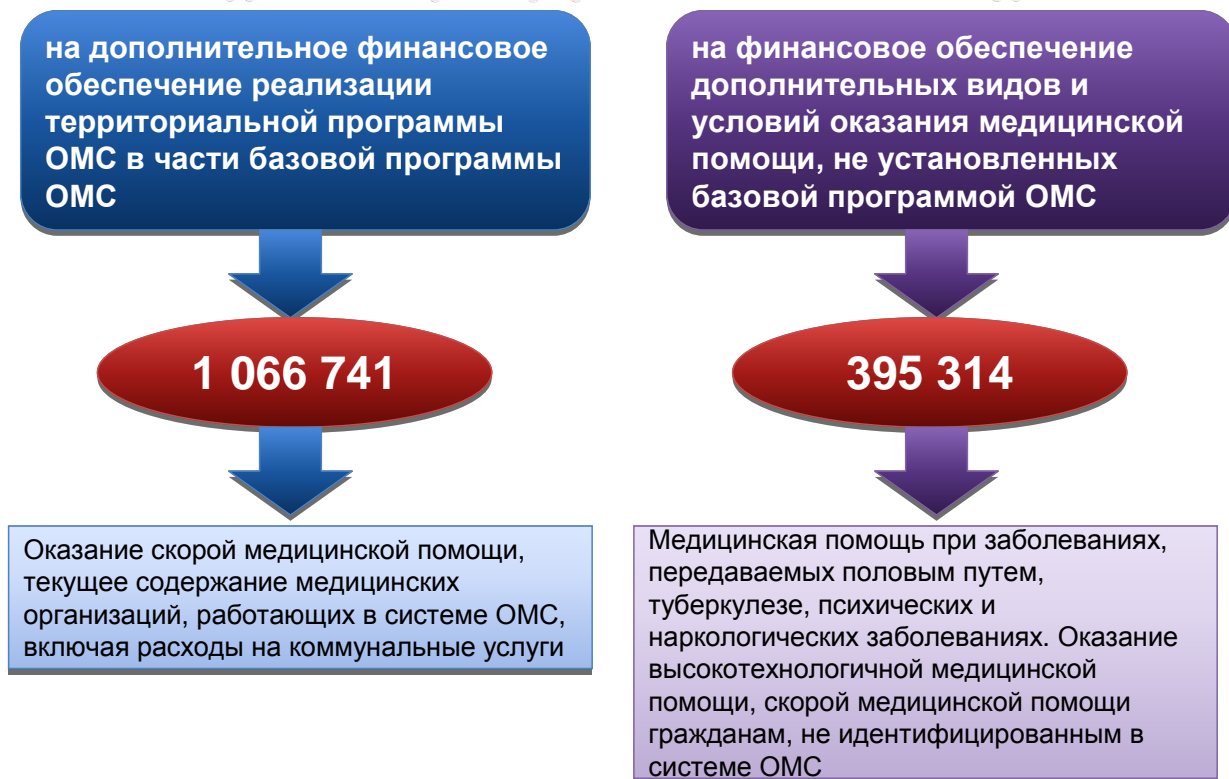 на дополнительное финансовое
обеспечение реализации
территориальной программы
ОМС в части базовой программы
ОМС
1 066 741
Оказание скорой медицинской помощи,
текущее содержание медицинских
организаций, работающих в системе ОМС,
включая расходы на коммунальные услуги
на финансовое обеспечение
дополнительных видов и
условий оказания медицинской
помощи, не установленных
базовой программой ОМС
395 314
Медицинская помощь при заболеваниях,
передаваемых половым путем,
туберкулезе, психических и
наркологических заболеваниях. Оказание
высокотехнологичной медицинской
помощи, скорой медицинской помощи
гражданам, не идентифицированным в
системе ОМС